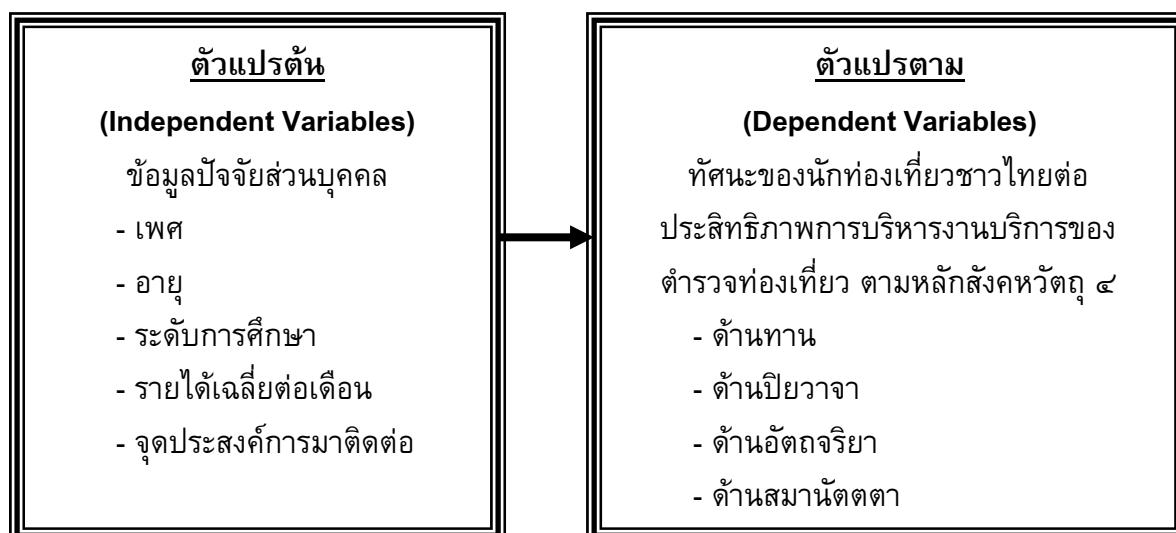 ตัวแปรต้น
(Independent Variables)
ข้อมูลปัจจัยส่วนบุคคล
- เพศ
- อายุ
- ระดับการศึกษา
- รายได้เฉลี่ยต่อเดือน
- จุดประสงค์การมาติดต่อ
ตัวแปรตาม
(Dependent Variables)
ทัศนะของนักท่องเที่ยวชาวไทยต่อ
ประสิทธิภาพการบริหารงานบริการของ
ตำรวจท่องเที่ยว ตามหลักสังคหวัตถุ ๔
- ด้านทาน
- ด้านปิยวาจา
- ด้านอัตถจริยา
- ด้านสมานัตตตา